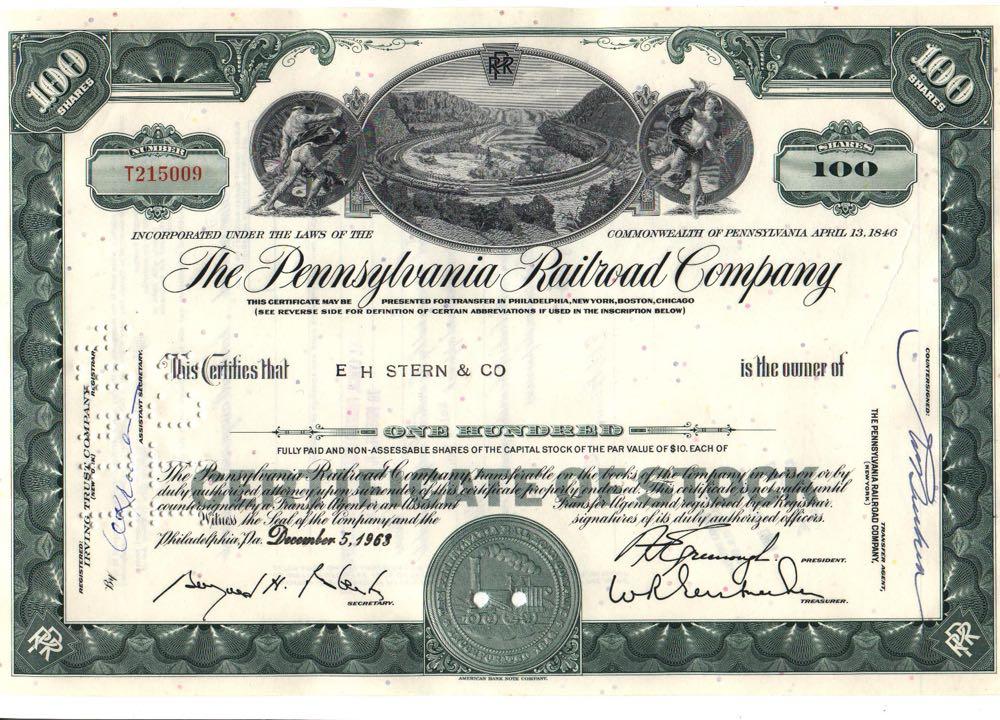 100 SHARES
100 SHARES
PRR
NUMBER
T215009
SHARES
100
INCORPORATED UNDER THE LAWS OF THE COMMONWEALTH OF PENNSYLVANIA APRIL 13, 1846
The Pennsylvania Railroad Company
THIS CERTIFICATE MAY BE PRESENTED FOR TRANSFER IN PHILADELPHIA, NEW YORK, BOSTON, CHICAGO
(SEE REVERSE SIDE FOR DEFINITION OF CERTAIN ABBREVIATIONS IF USED IN THE INSCRIPTION BELOW)
This Certifies that E H STERN & CO is the owner of
ONE HUNDRED
FULLY PAID AND NON-ASSESSABLE SHARES OF THE CAPITAL STOCK OF THE PAR VALUE OF $10. EACH OF
The Pennsylvania Railroad Company, transferable on the books of the Company in person or by
duly authorized attorney upon surrender of this certificate properly endorsed. This certificate is not valid until
countersigned by a Transfer Agent or an Assistant Transfer Agent and registered by a Registrar.
Witness the Seal of the Company and the signatures of its duly authorized officers.
Philadelphia, Pa. December 5, 1963
PRESIDENT.
SECRETARY.
TREASURER.
REGISTERED:
IRVING TRUST COMPANY
(NEW YORK)
REGISTRAR,
By
ASSISTANT SECRETARY.
COUNTERSIGNED:
THE PENNSYLVANIA RAILROAD COMPANY,
(NEW YORK)
TRANSFER AGENT,
PRR
PRR
AMERICAN BANK NOTE COMPANY.